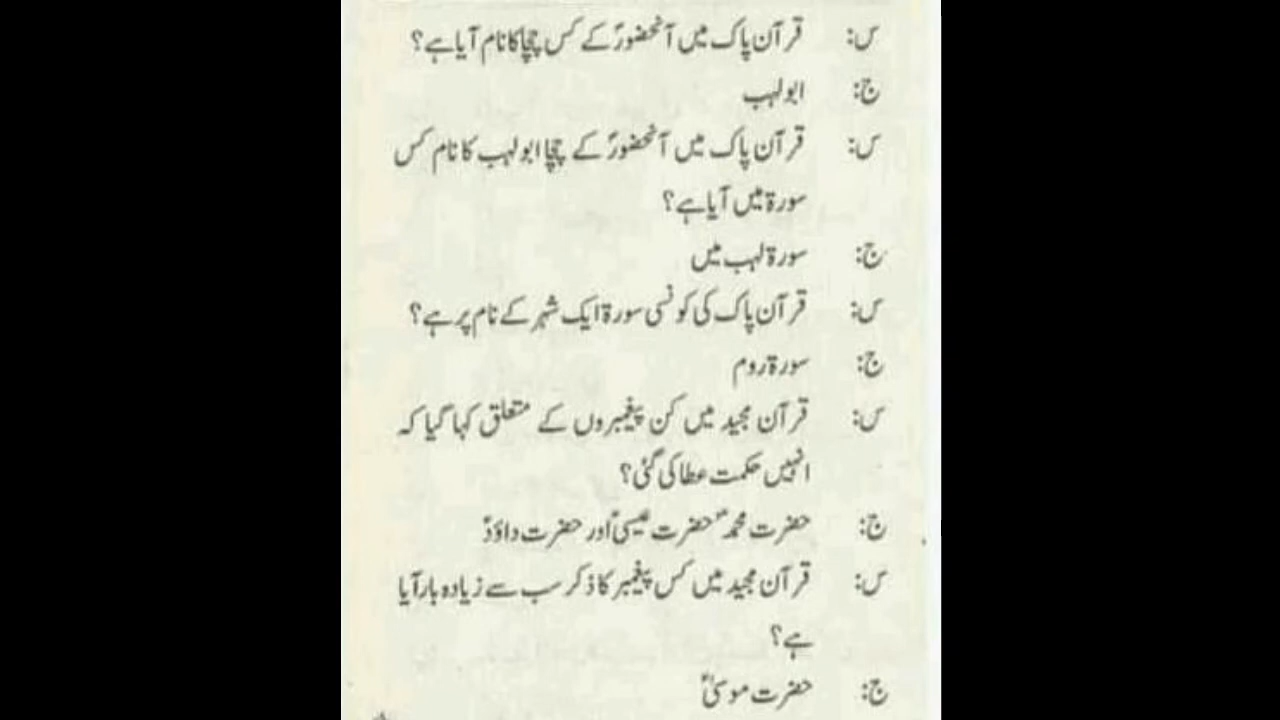 س: قرآن پاک میں آنحضورؐ کے کس چچا کا نام آیا ہے؟
ج: ابولہب
س: قرآن پاک میں آنحضورؐ کے چچا ابولہب کا نام کس
سورۃ میں آیا ہے؟
ج: سورۃ لہب میں
س: قرآن پاک کی کونسی سورۃ ایک شہر کے نام پر ہے؟
ج: سورۃ روم
س: قرآن مجید میں کن پیغمبروں کے متعلق کہا گیا کہ
انہیں حکمت عطا کی گئی؟
ج: حضرت محمدؐ حضرت عیسیٰؑ اور حضرت داؤدؑ
س: قرآن مجید میں کس پیغمبر کا ذکر سب سے زیادہ بار آیا
ہے؟
ج: حضرت موسیٰؑ